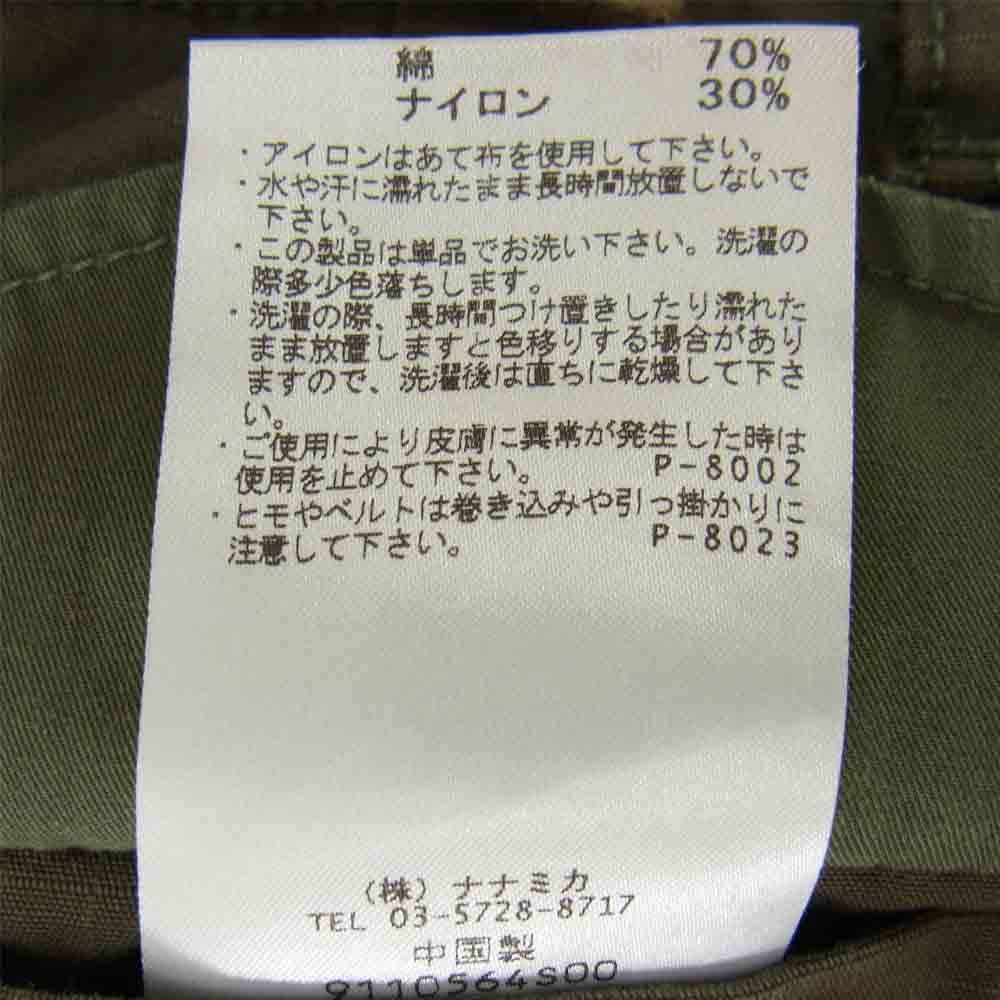 綿 70%
ナイロン 30%
・アイロンはあて布を使用して下さい。
・水や汗に濡れたまま長時間放置しないで
下さい。
・この製品は単品でお洗い下さい。洗濯の
際多少色落ちします。
・洗濯の際、長時間つけ置きしたり濡れた
まま放置しますと色移りする場合があり
ますので、洗濯後は直ちに乾燥して下さ
い。
・ご使用により皮膚に異常が発生した時は
使用を止めて下さい。 P-8002
・ヒモやベルトは巻き込みや引っ掛かりに
注意して下さい。 P-8023
(株) ナナミカ
TEL 03-5728-8717
中国製
9110564S00